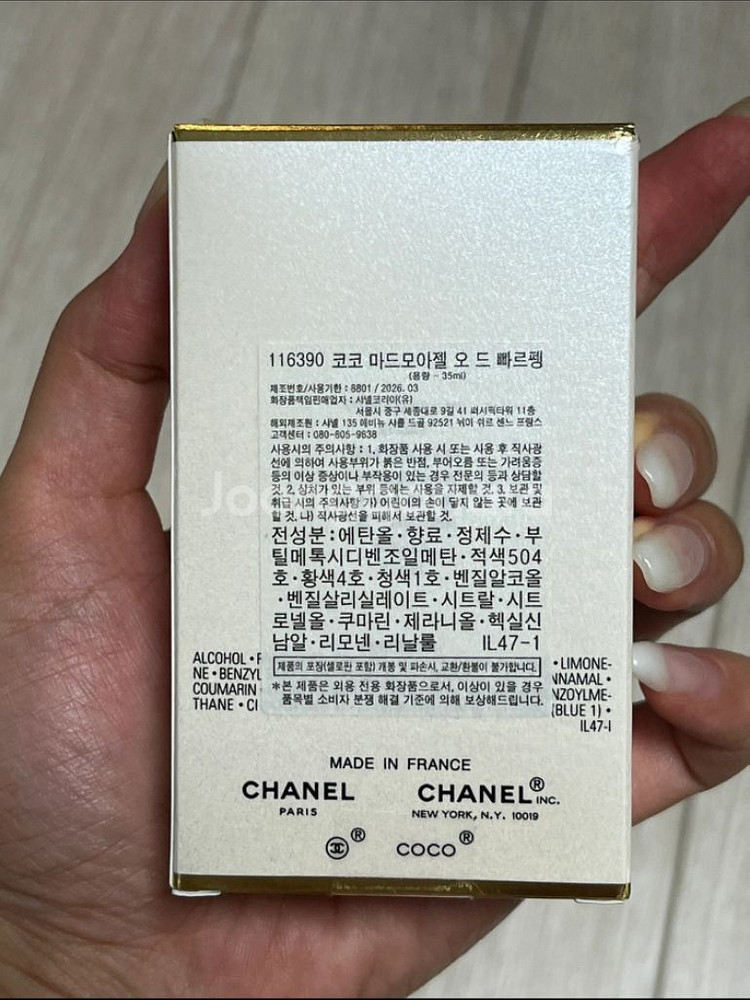 116390 코코 마드모아젤 오 드 빠르펭
(용량 - 35ml)
제조번호/사용기한 : 6801 / 2026. 03
화장품책임판매업자 : 샤넬코리아(유)
서울시 중구 세종대로 9길 41 퍼시픽타워 11층
해외제조원 : 샤넬 135 애비뉴 샤를 드골 92521 뉘이 쉬르 센느 프랑스
고객센터 : 080-805-9638
사용시의 주의사항 : 1. 화장품 사용 시 또는 사용 후 직사광
선에 의하여 사용부위가 붉은 반점, 부어오름 또는 가려움증
등의 이상 증상이나 부작용이 있는 경우 전문의 등과 상담할
것. 2. 상처가 있는 부위 등에는 사용을 자제할 것. 3. 보관 및
취급 시의 주의사항 가) 어린이의 손이 닿지 않는 곳에 보관
할 것. 나) 직사광선을 피해서 보관할 것.
전성분:에탄올·향료·정제수·부
틸메톡시디벤조일메탄·적색504
호·황색4호·청색1호·벤질알코올
·벤질살리실레이트·시트랄·시트
로넬올·쿠마린·제라니올·헥실신
남알·리모넨·리날룰 IL47-1
제품의 포장(셀로판 포함) 개봉 및 파손시, 교환/환불이 불가합니다.
*본 제품은 외용 전용 화장품으로서, 이상이 있을 경우
품목별 소비자 분쟁 해결 기준에 의해 보상해드립니다.
ALCOHOL • F •LIMONE-
NE • BENZYL NNAMAL •
COUMARIN NZOYLME-
THANE • CI (BLUE 1) •
IL47-I
MADE IN FRANCE
CHANEL CHANEL® INC.
PARIS NEW YORK, N.Y. 10019
® COCO®